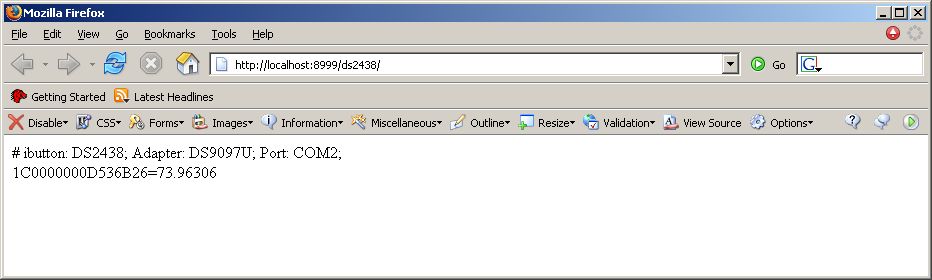 Mozilla Firefox
File Edit View Go Bookmarks Tools Help
http://localhost:8999/ds2438/ Go G
Getting Started Latest Headlines
Disable CSS Forms Images Information Miscellaneous Outline Resize Validation View Source Options
# ibutton: DS2438; Adapter: DS9097U; Port: COM2;
1C0000000D536B26=73.96306